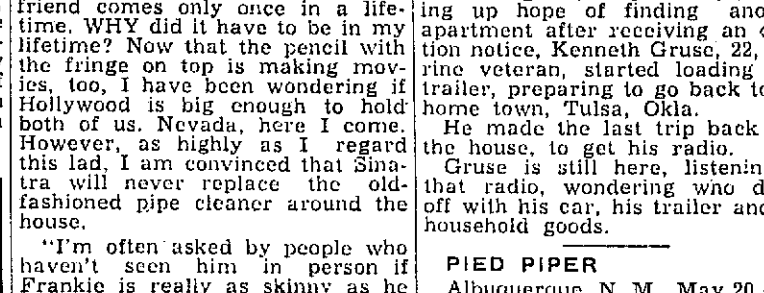 friend comes only once in a life-
time. WHY did it have to be in my
lifetime? Now that the pencil with
the fringe on top is making mov-
ies, too, I have been wondering if
Hollywood is big enough to hold
both of us. Nevada, here I come.
However, as highly as I regard
this lad, I am convinced that Sina-
tra will never replace the old-
fashioned pipe cleaner around the
house.
"I'm often asked by people who
haven't seen him in person if
Frankie is really as skinny as he
ing up hope of finding
apartment after receiving an
tion notice, Kenneth Gruse, 22,
rine veteran, started loading
trailer, preparing to go back
home town, Tulsa, Okla.
He made the last trip back
the house, to get his radio.
Gruse is still here,
that radio, wondering who
off with his car, his trailer
household goods.
PIED PIPER
Albuquerque, N. M., May 20